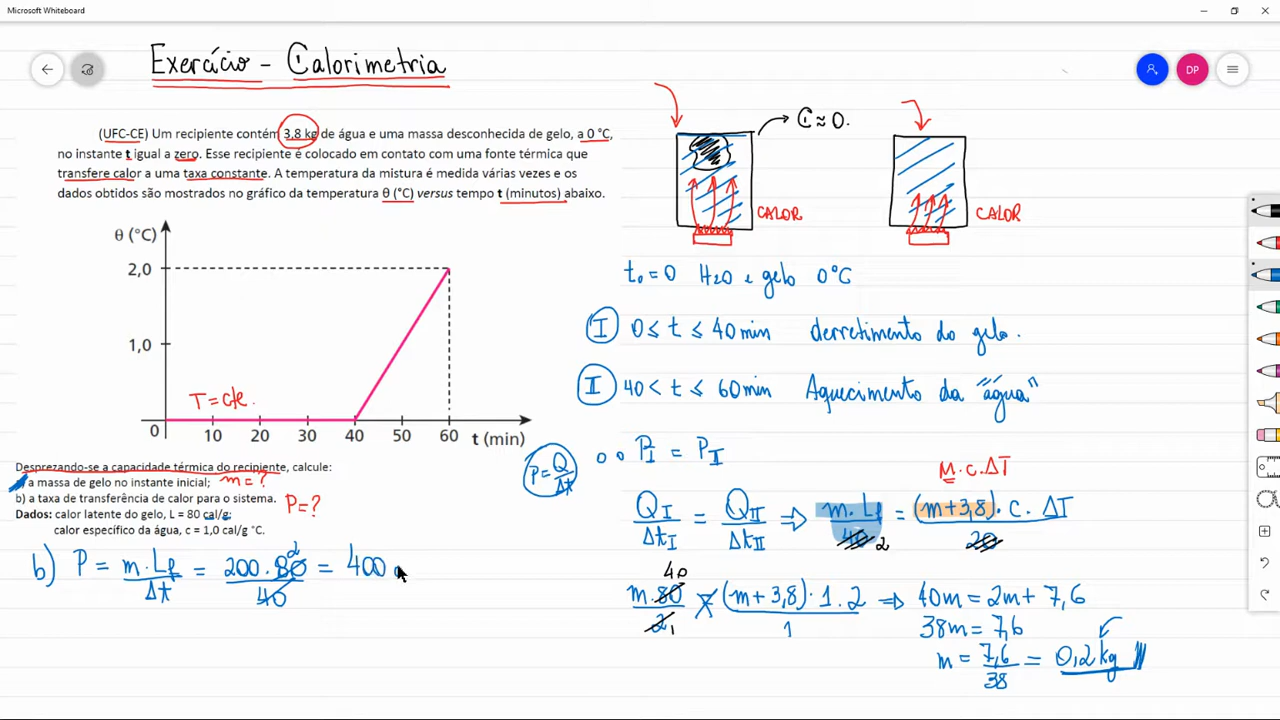 Microsoft Whiteboard
Exercício - Calorimetria
DP
(UFC-CE) Um recipiente contém 3,8 kg de água e uma massa desconhecida de gelo, a 0 °C,
no instante t igual a zero. Esse recipiente é colocado em contato com uma fonte térmica que
transfere calor a uma taxa constante. A temperatura da mistura é medida várias vezes e os
dados obtidos são mostrados no gráfico da temperatura θ (°C) versus tempo t (minutos) abaixo.
θ (°C)
2,0
1,0
T = cte.
0 10 20 30 40 50 60 t (min)
Desprezando-se a capacidade térmica do recipiente, calcule:
a massa de gelo no instante inicial; m = ?
b) a taxa de transferência de calor para o sistema. P = ?
Dados: calor latente do gelo, L = 80 cal/g;
calor específico da água, c = 1,0 cal/g °C.
b) P = m. Lf / Δt = 200 . 80 2 / 40 = 400
C ≈ 0.
CALOR
CALOR
t₀ = 0 H2O e gelo 0°C
I 0 ≤ t ≤ 40 min derretimento do gelo.
II 40 < t ≤ 60 min Aquecimento da "água"
P = Q / Δt
P_I = P_II
M. c. ΔT
Q_I / Δt_I = Q_II / Δt_II ⇒ m. Lf / 40 2 = (m+3,8). c. ΔT / 20
40
m. 80 / 2 1 (m + 3,8). 1. 2 / 1 ⇒ 40m = 2m + 7,6
38m = 7,6
m = 7,6 / 38 = 0,2 kg